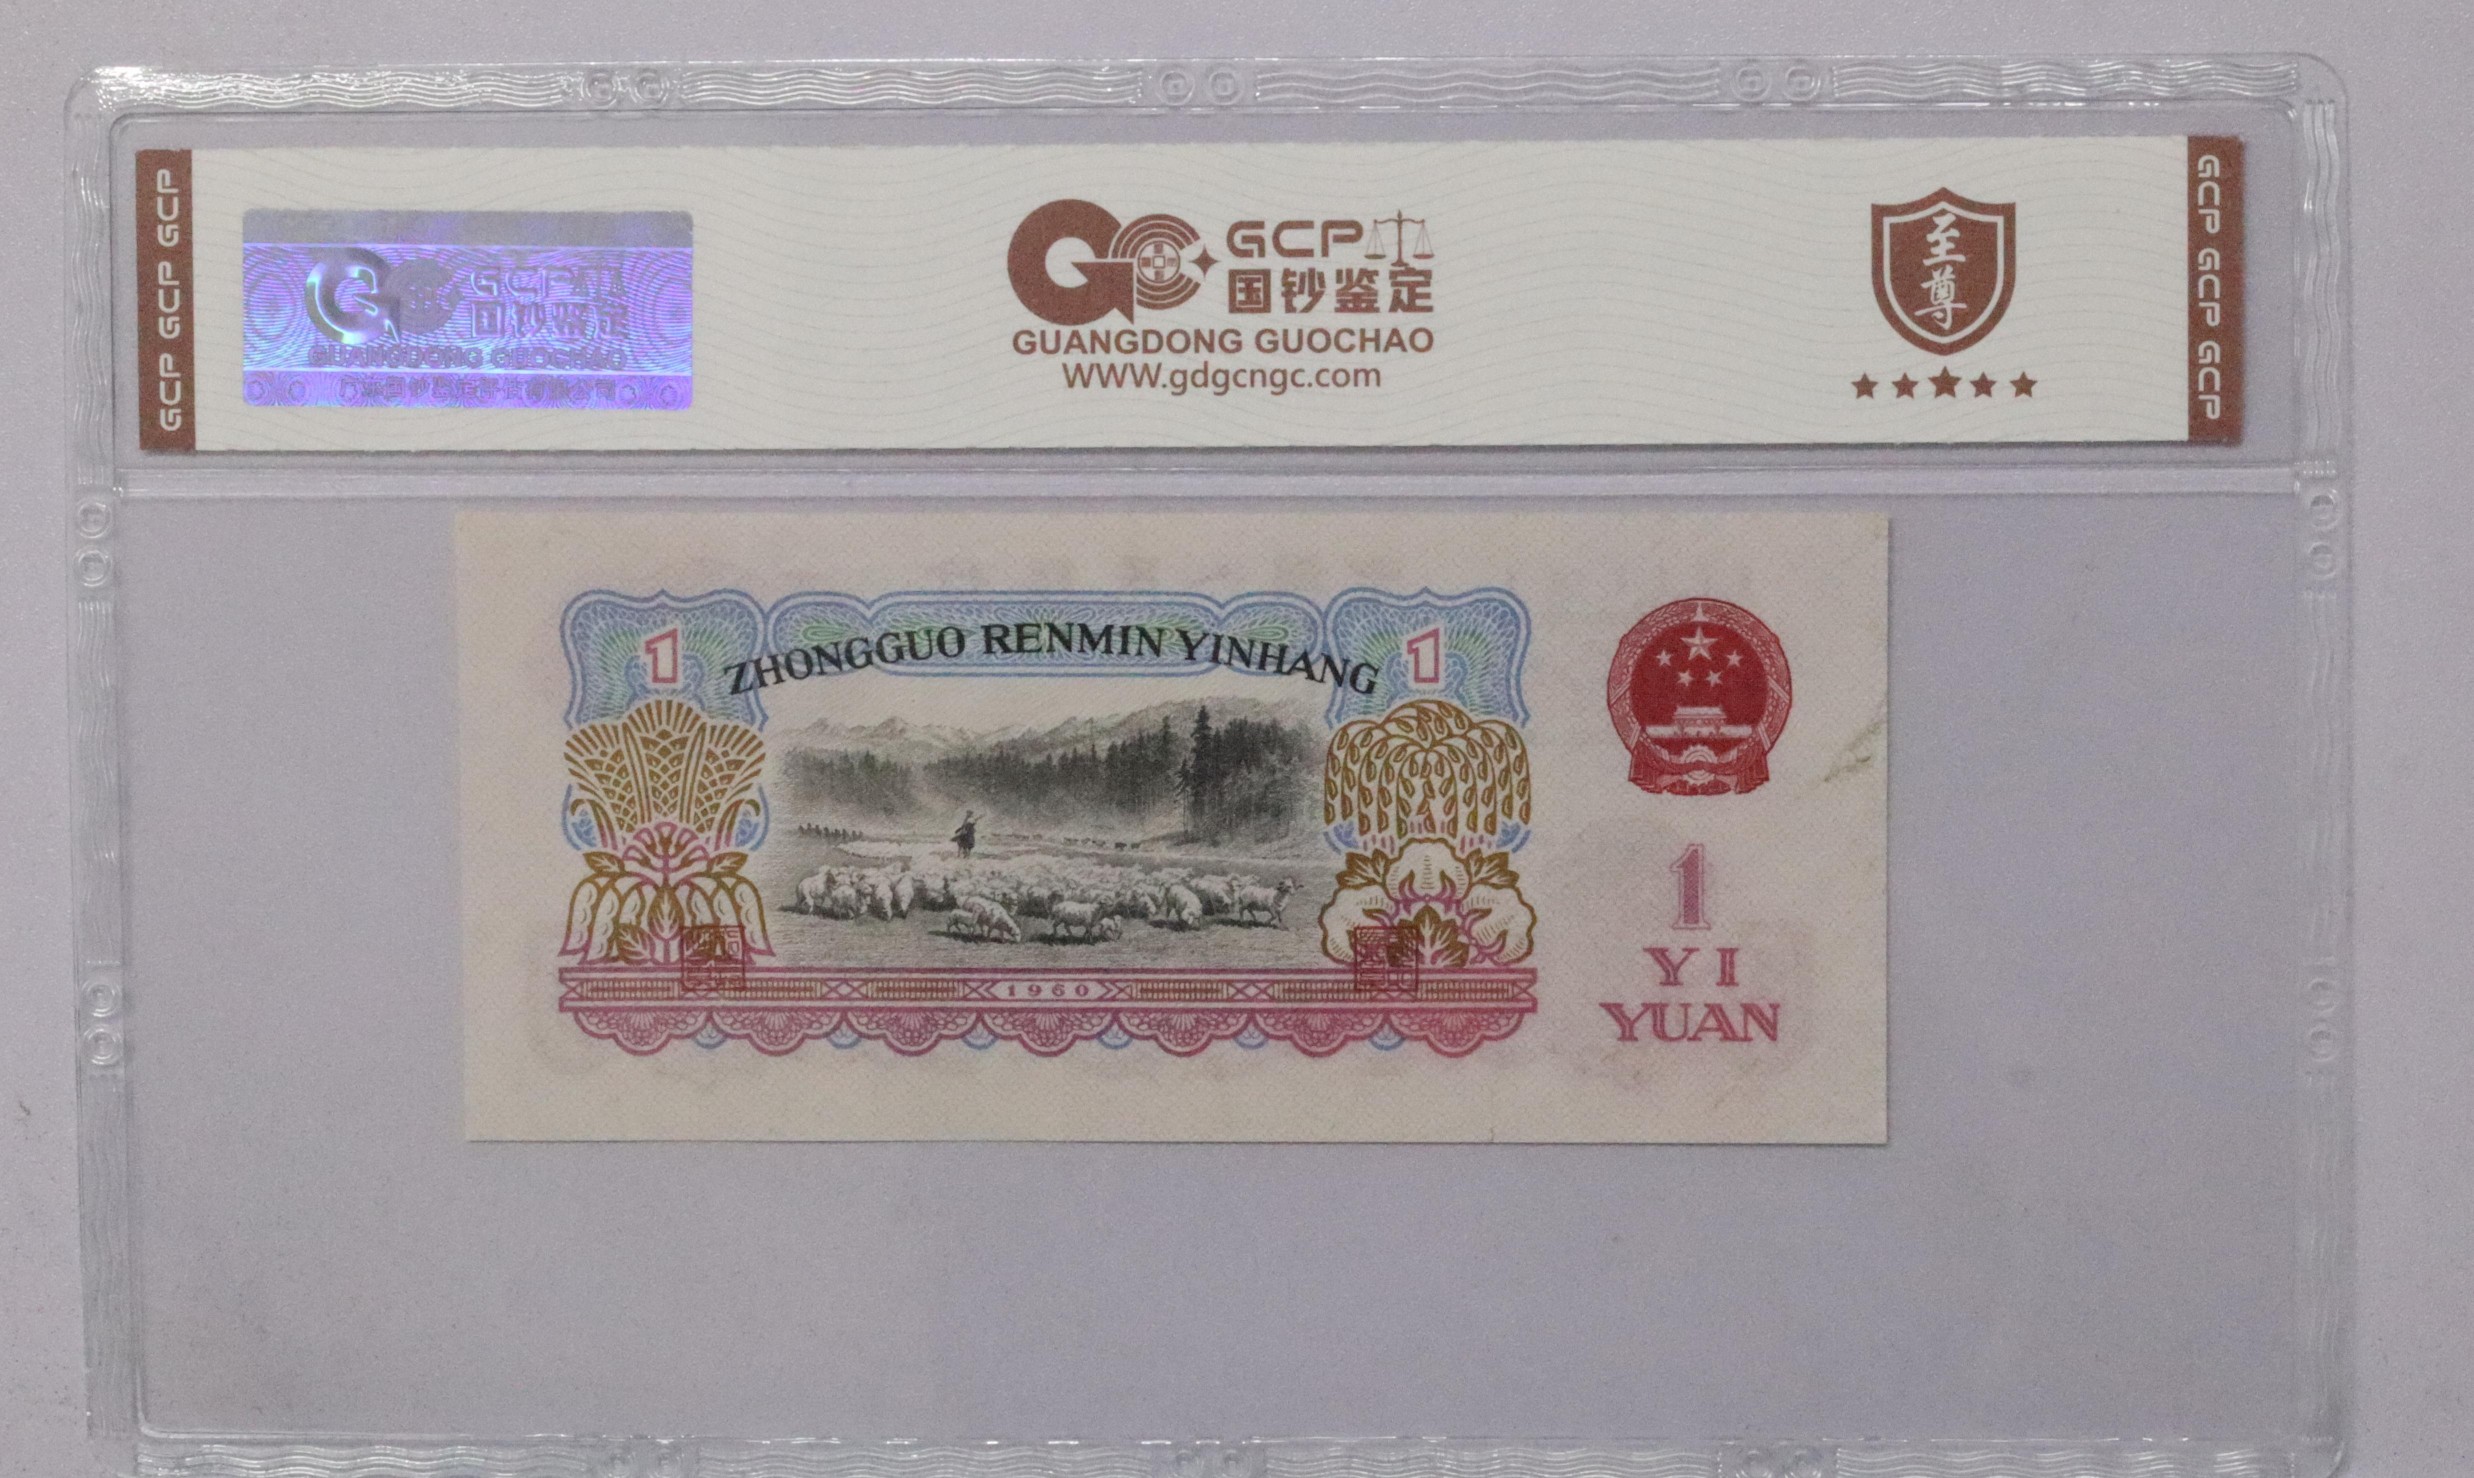 GCP GCP GCP
GCP
国钞鉴定
GUANGDONG GUOCHAO
GCP
国钞鉴定
GUANGDONG GUOCHAO
www.gdgcngc.com
至尊
GCP GCP GCP
1
ZHONGGUO RENMIN YINHANG
1
1960
1
YI
YUAN